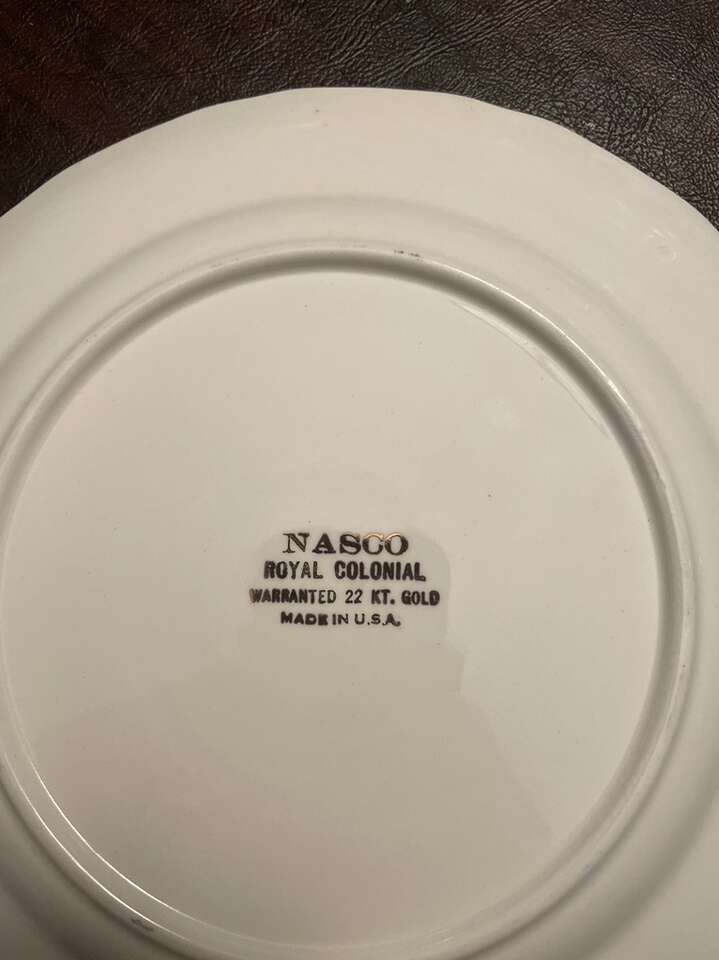 NASCO
ROYAL COLONIAL
WARRANTED 22 KT. GOLD
MADE IN U.S.A.